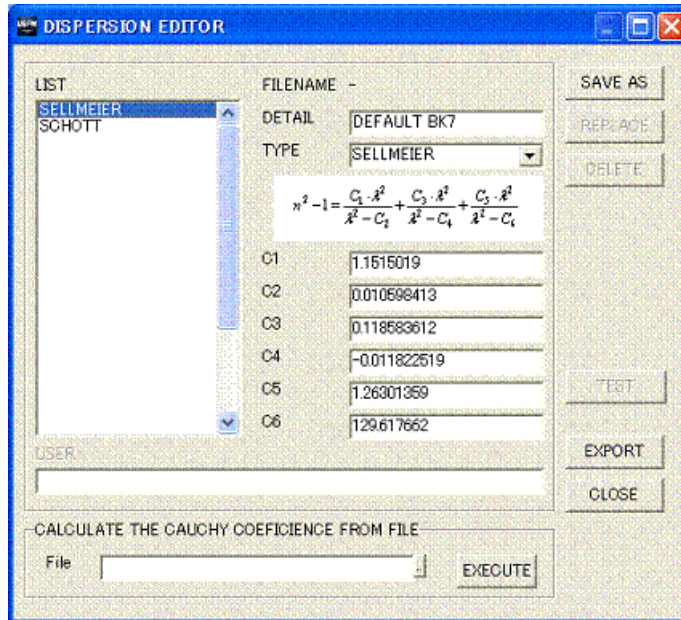 DISPERSION EDITOR
LIST
SELLMEIER
SCHOTT
FILENAME -
DETAIL DEFAULT BK7
TYPE SELLMEIER
n² -1 = C₁·λ²/λ²-C₂ + C₃·λ²/λ²-C₄ + C₅·λ²/λ²-C₆
C1 1.1515019
C2 0.010598413
C3 0.118583612
C4 -0.011822519
C5 1.26301359
C6 129.617662
USER
SAVE AS
REPLACE
DELETE
TEST
EXPORT
CLOSE
CALCULATE THE CAUCHY COEFICIENCE FROM FILE
File . EXECUTE